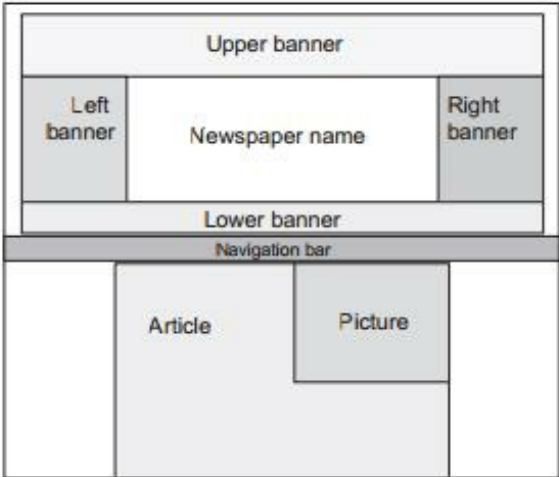 Upper banner
Left
banner
Newspaper name
Right
banner
Lower banner
Navigation bar
Article
Picture